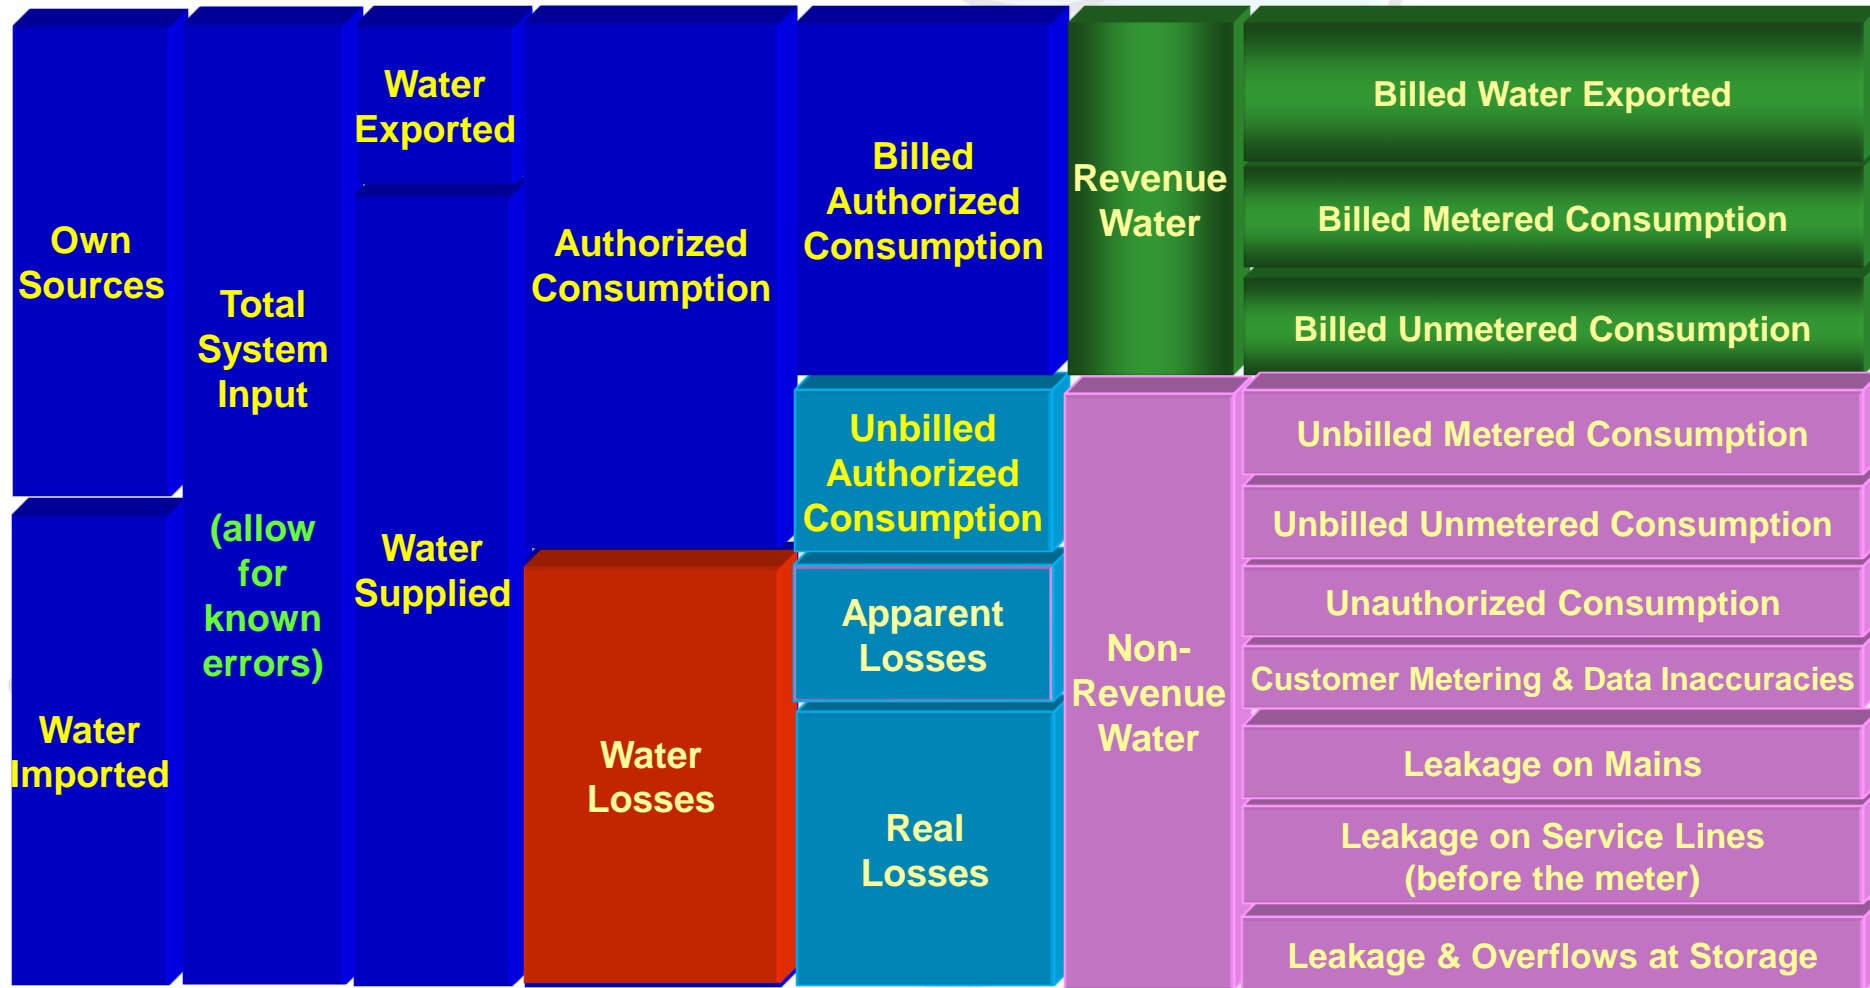 Own
Sources
Water
Imported
Total
System
Input
(allow
for
known
errors)
Water
Exported
Water
Supplied
Authorized
Consumption
Water
Losses
Billed
Authorized
Consumption
Unbilled
Authorized
Consumption
Apparent
Losses
Real
Losses
Revenue
Water
Non-
Revenue
Water
Billed Water Exported
Billed Metered Consumption
Billed Unmetered Consumption
Unbilled Metered Consumption
Unbilled Unmetered Consumption
Unauthorized Consumption
Customer Metering & Data Inaccuracies
Leakage on Mains
Leakage on Service Lines
(before the meter)
Leakage & Overflows at Storage